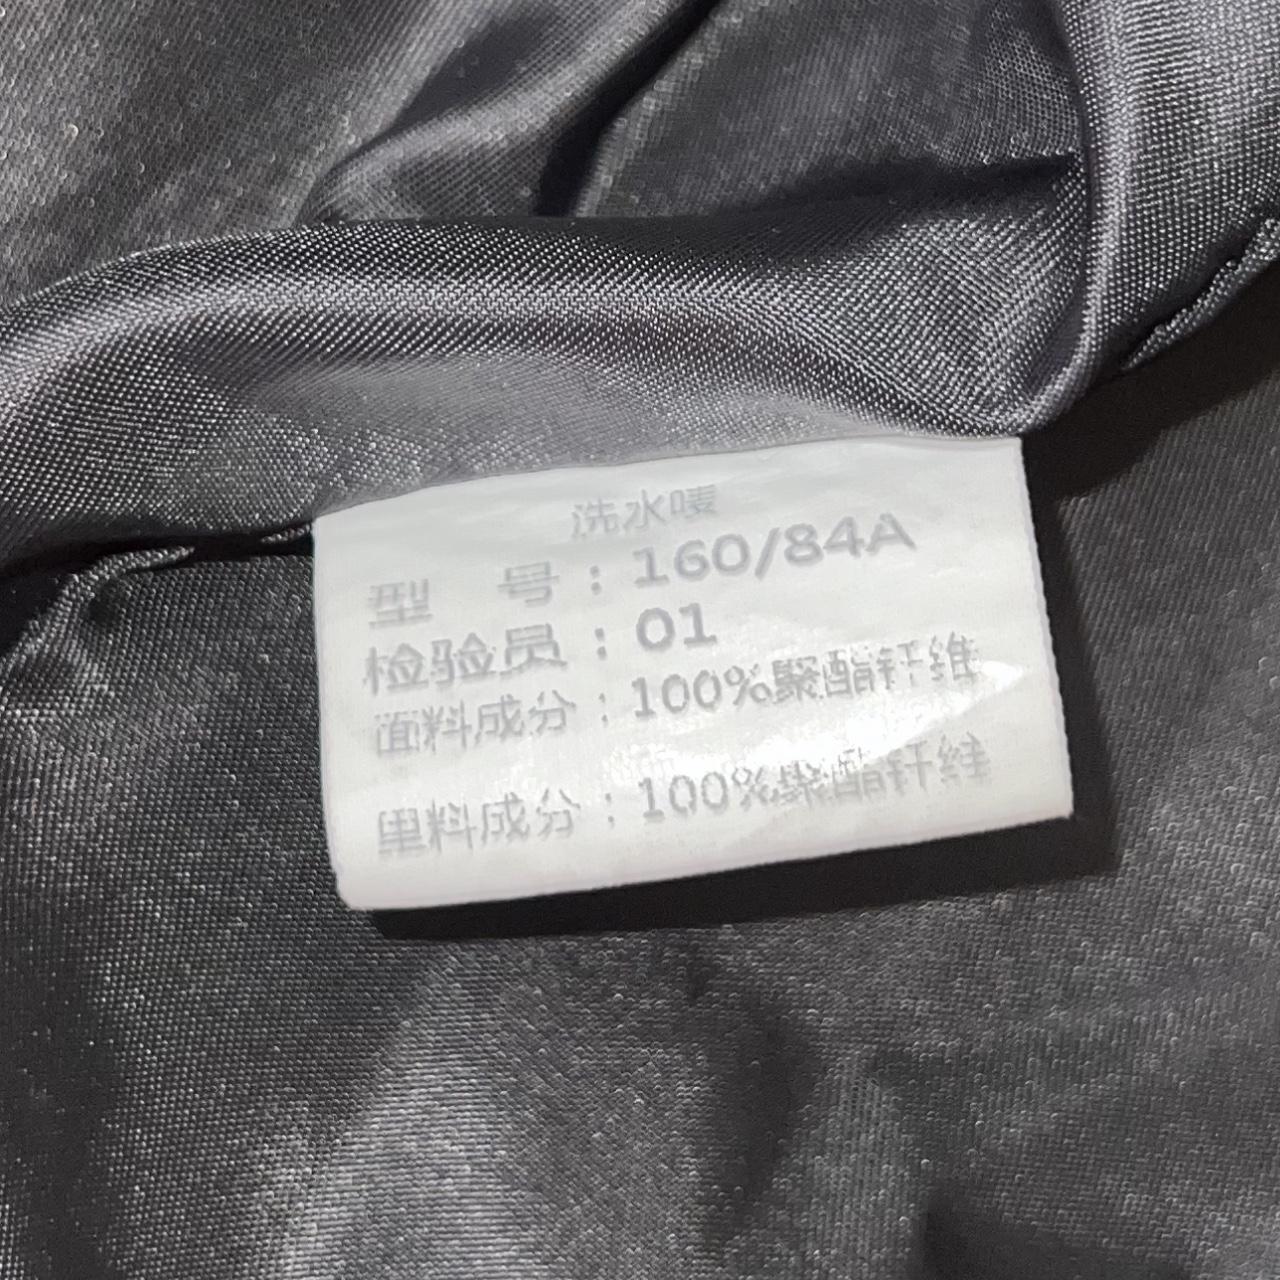 洗水唛
型 号：160/84A
检验员：01
面料成分：100%聚酯纤维
里料成分：100%聚酯纤维